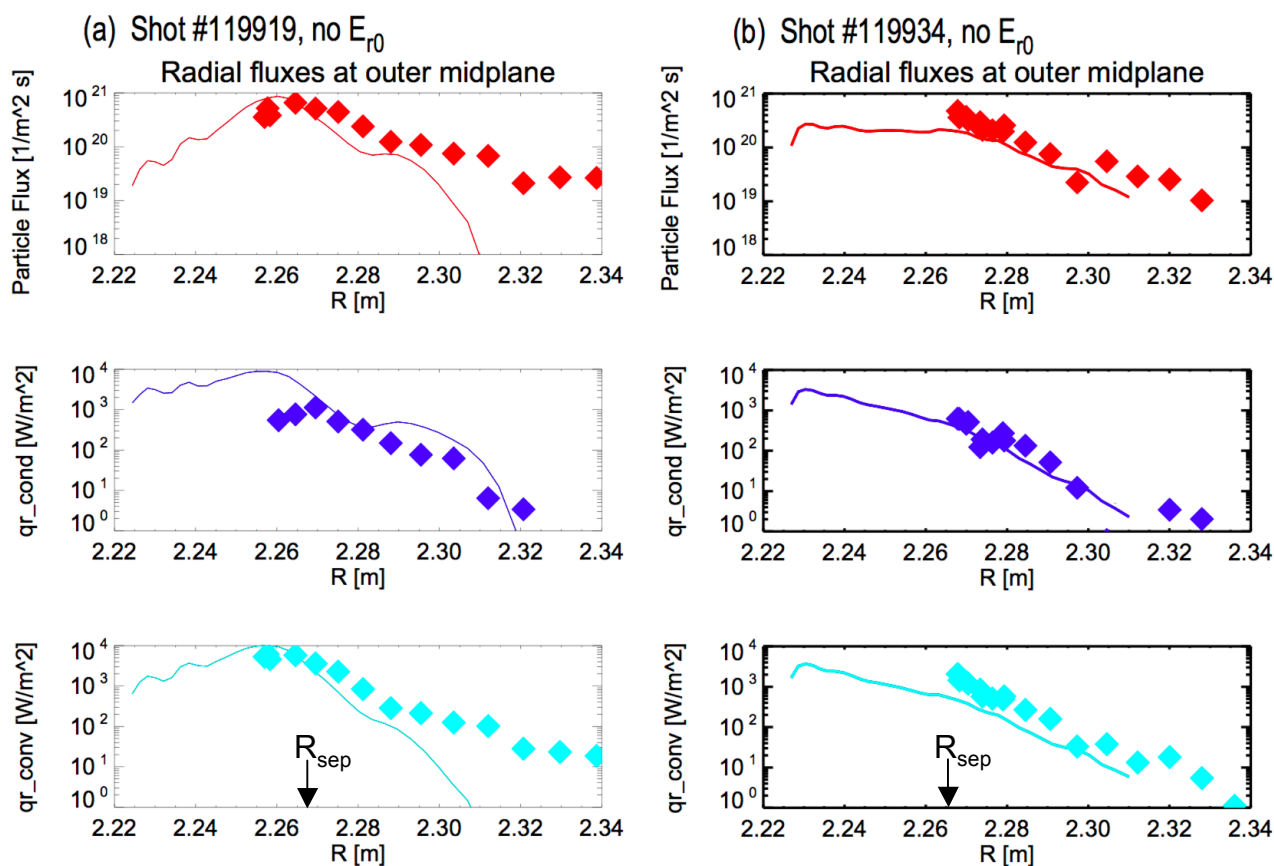 (a) Shot #119919, no E_r0
Radial fluxes at outer midplane
Particle Flux [1/m^2 s]
10^21
10^20
10^19
10^18
2.22 2.24 2.26 2.28 2.30 2.32 2.34
R [m]
qr_cond [W/m^2]
10^4
10^3
10^2
10^1
10^0
2.22 2.24 2.26 2.28 2.30 2.32 2.34
R [m]
qr_conv [W/m^2]
10^4
10^3
10^2
10^1
10^0
R_sep
2.22 2.24 2.26 2.28 2.30 2.32 2.34
R [m]
(b) Shot #119934, no E_r0
Radial fluxes at outer midplane
Particle Flux [1/m^2 s]
10^21
10^20
10^19
10^18
2.22 2.24 2.26 2.28 2.30 2.32 2.34
R [m]
qr_cond [W/m^2]
10^4
10^3
10^2
10^1
10^0
2.22 2.24 2.26 2.28 2.30 2.32 2.34
R [m]
qr_conv [W/m^2]
10^4
10^3
10^2
10^1
10^0
R_sep
2.22 2.24 2.26 2.28 2.30 2.32 2.34
R [m]